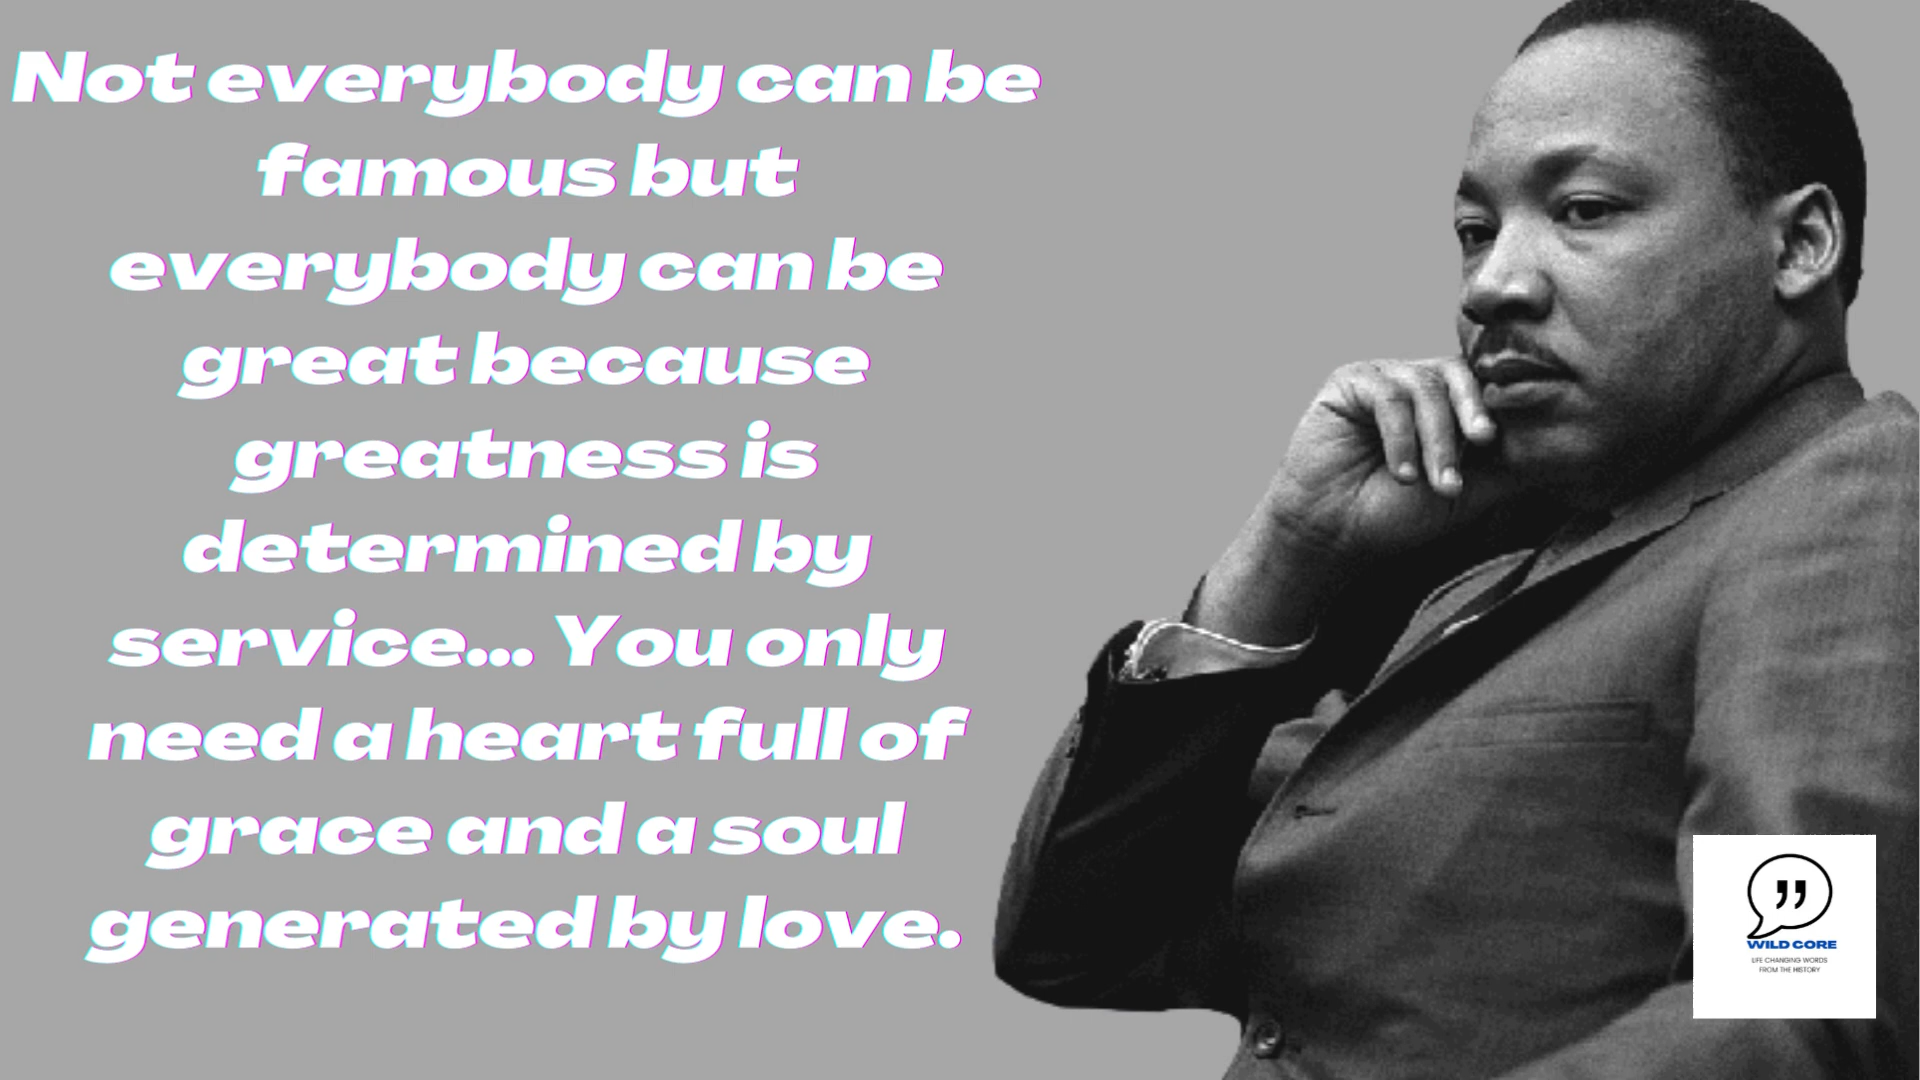 Not everybody can be
famous but
everybody can be
great because
greatness is
determined by
service... You only
need a heart full of
grace and a soul
generated by love.
”
WILD CORE
LIFE CHANGING WORDS
FROM THE HISTORY